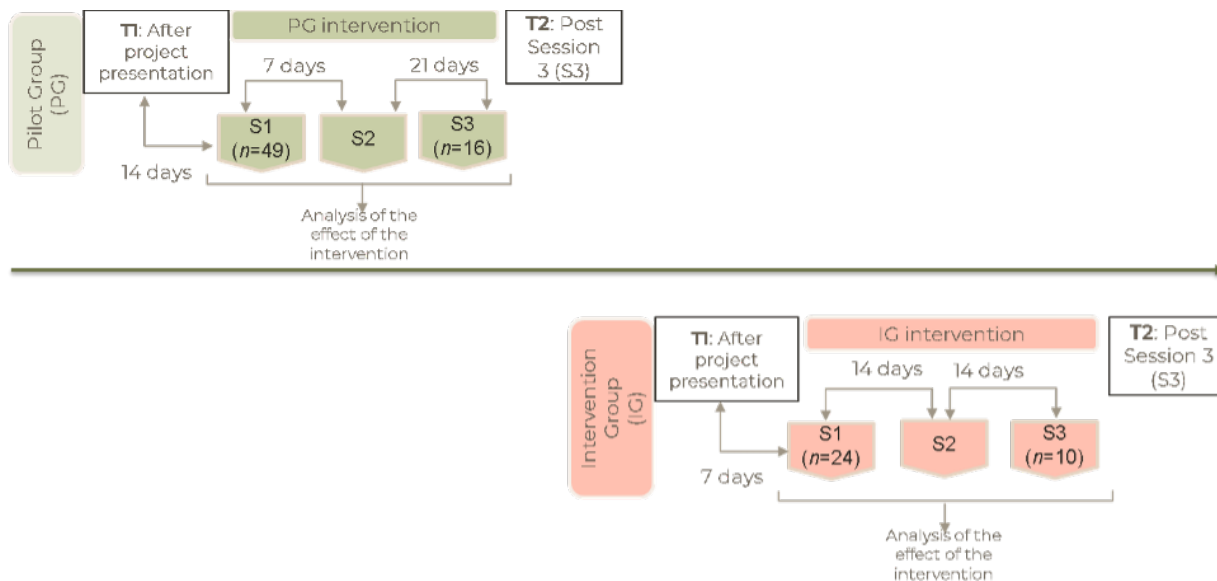 Pilot Group
(PG)
T1: After
project
presentation
PG intervention
T2: Post
Session
3 (S3)
7 days
21 days
S1
(n=49)
S2
S3
(n=16)
14 days
Analysis of the
effect of the
intervention
Intervention
Group
(IG)
T1: After
project
presentation
IG intervention
T2: Post
Session 3
(S3)
14 days
14 days
S1
(n=24)
S2
S3
(n=10)
7 days
Analysis of the
effect of the
intervention